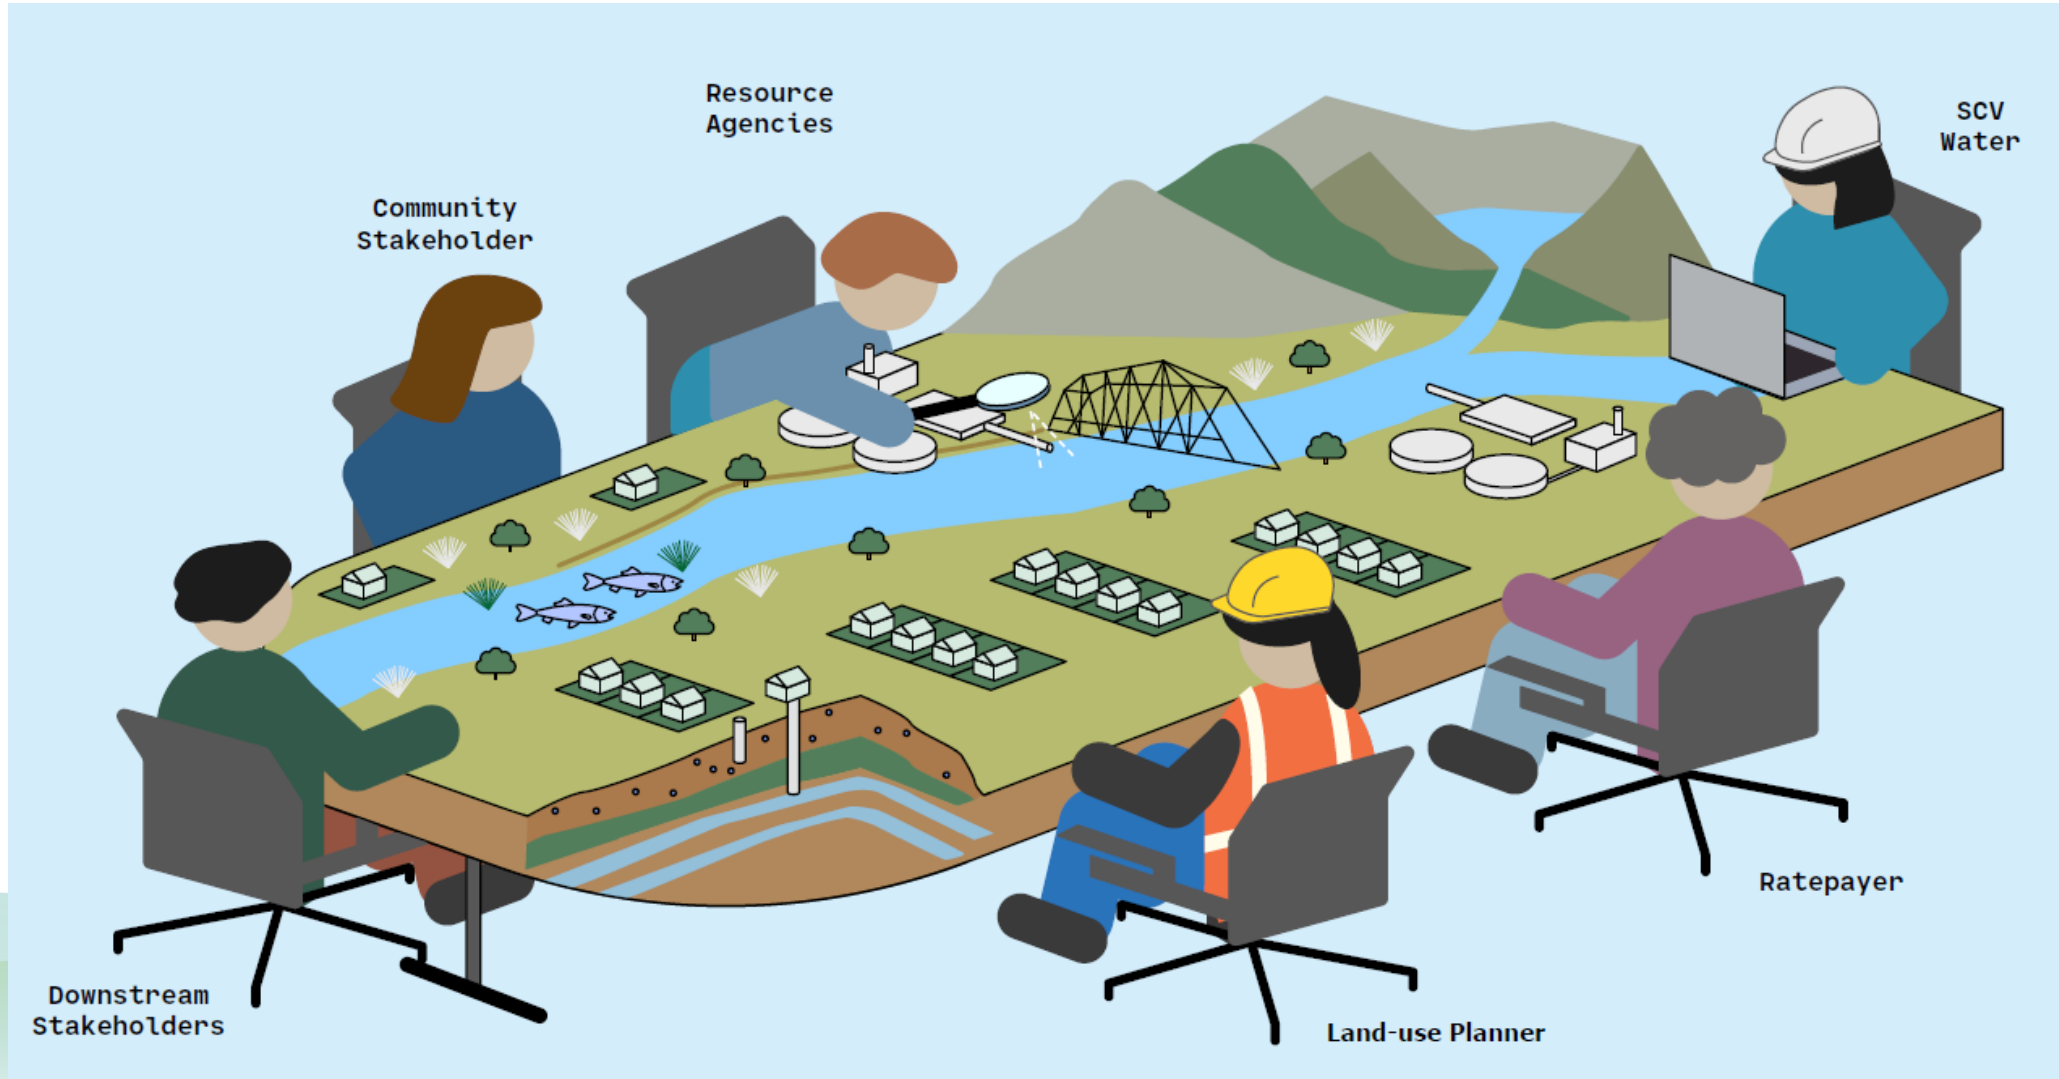 Resource
Agencies
SCV
Water
Community
Stakeholder
Ratepayer
Downstream
Stakeholders
Land-use Planner